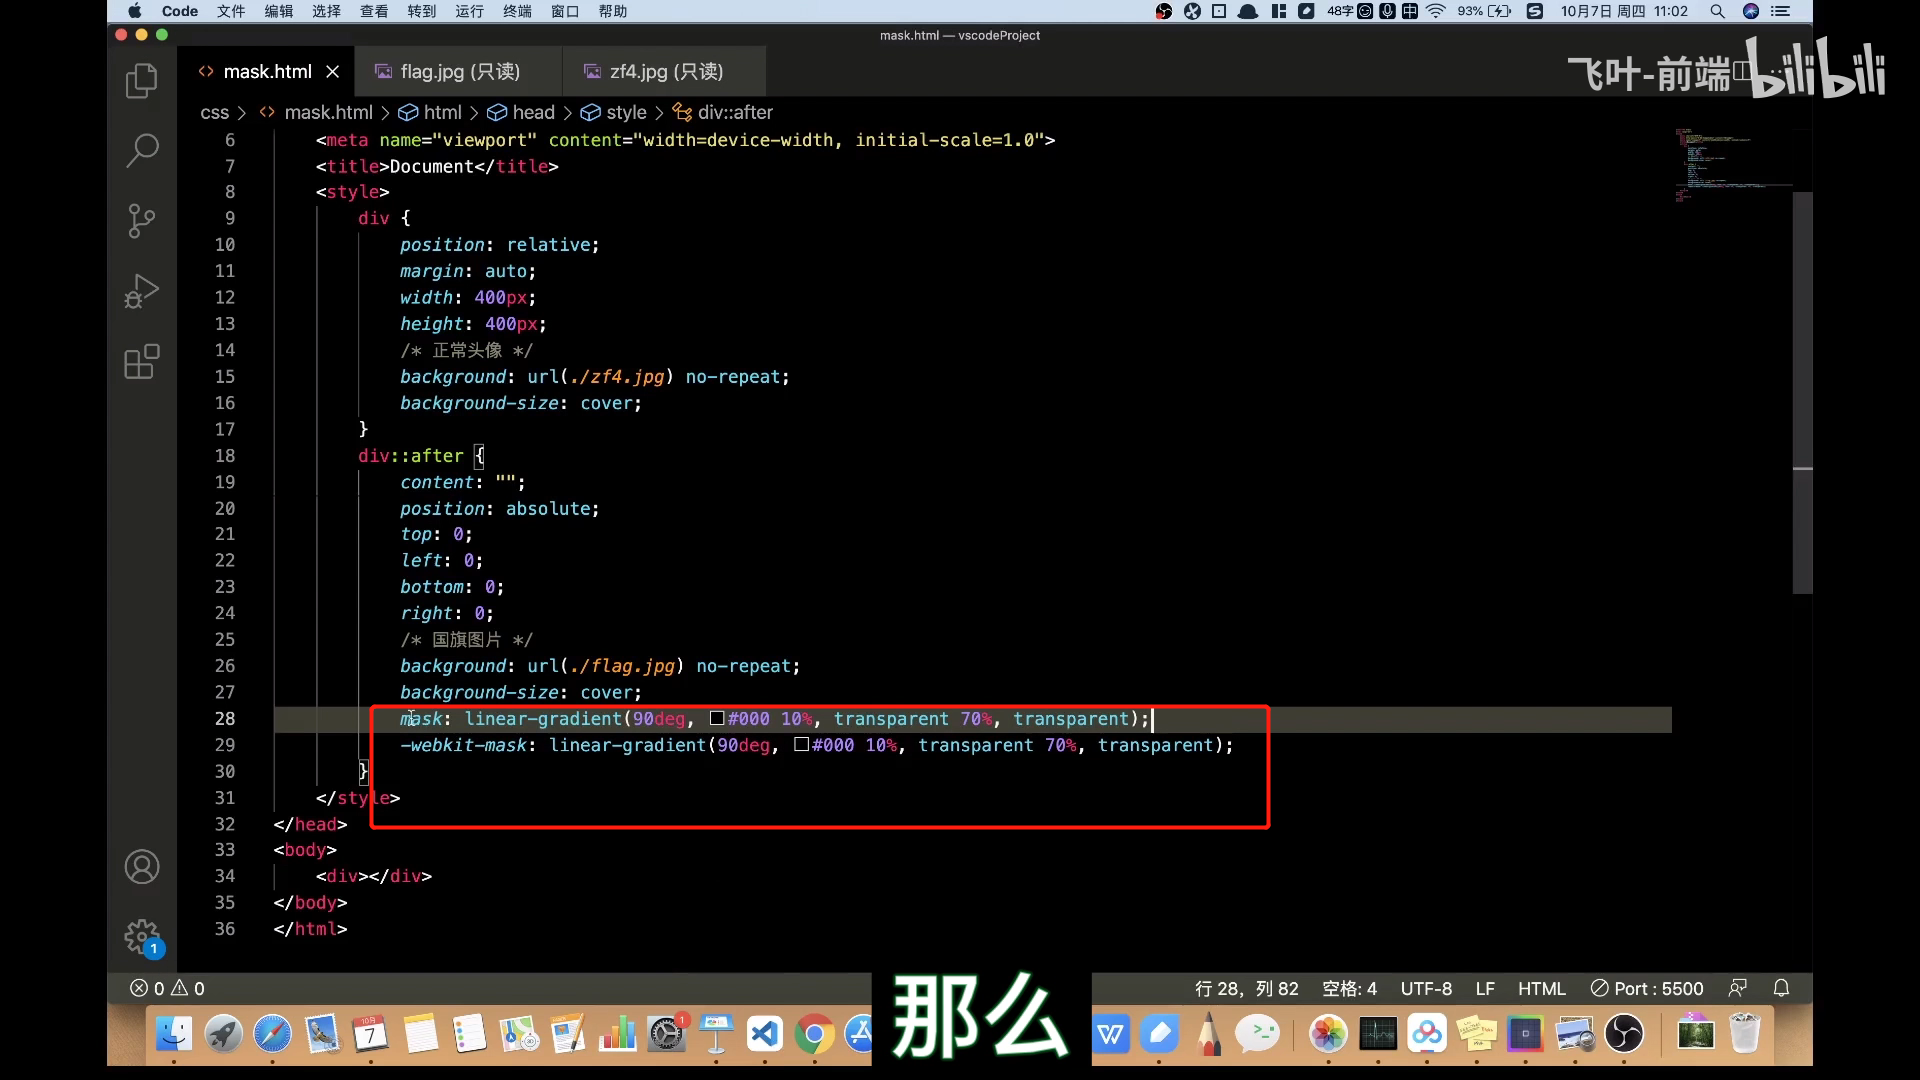 Code 文件 编辑 选择 查看 转到 运行 终端 窗口 帮助 48字 中 93% S 10月7日 周四 11:02
mask.html — vscodeProject
mask.html flag.jpg (只读) zf4.jpg (只读)
飞叶-前端 bilibili
css > mask.html > html > head > style > div::after
6 <meta name="viewport" content="width=device-width, initial-scale=1.0">
7 <title>Document</title>
8 <style>
9 div {
10 position: relative;
11 margin: auto;
12 width: 400px;
13 height: 400px;
14 /* 正常头像 */
15 background: url(./zf4.jpg) no-repeat;
16 background-size: cover;
17 }
18 div::after {
19 content: "";
20 position: absolute;
21 top: 0;
22 left: 0;
23 bottom: 0;
24 right: 0;
25 /* 国旗图片 */
26 background: url(./flag.jpg) no-repeat;
27 background-size: cover;
28 mask: linear-gradient(90deg, #000 10%, transparent 70%, transparent);
29 -webkit-mask: linear-gradient(90deg, #000 10%, transparent 70%, transparent);
30 }
31 </style>
32 </head>
33 <body>
34 <div></div>
35 </body>
36 </html>
1
0 0 行 28，列 82 空格: 4 UTF-8 LF HTML Port : 5500
那么
10月 7 1 W